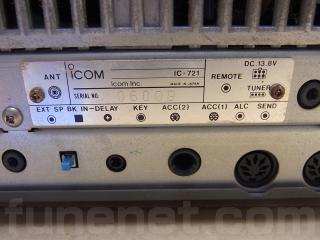 DC.13.8V
ANT
ICOM
Icom Inc.
IC-721
MADE IN JAPAN
REMOTE
TUNER
SERIAL NO.
EXT SP BK IN-DELAY KEY ACC(2) ACC(1) ALC SEND
funenet.com